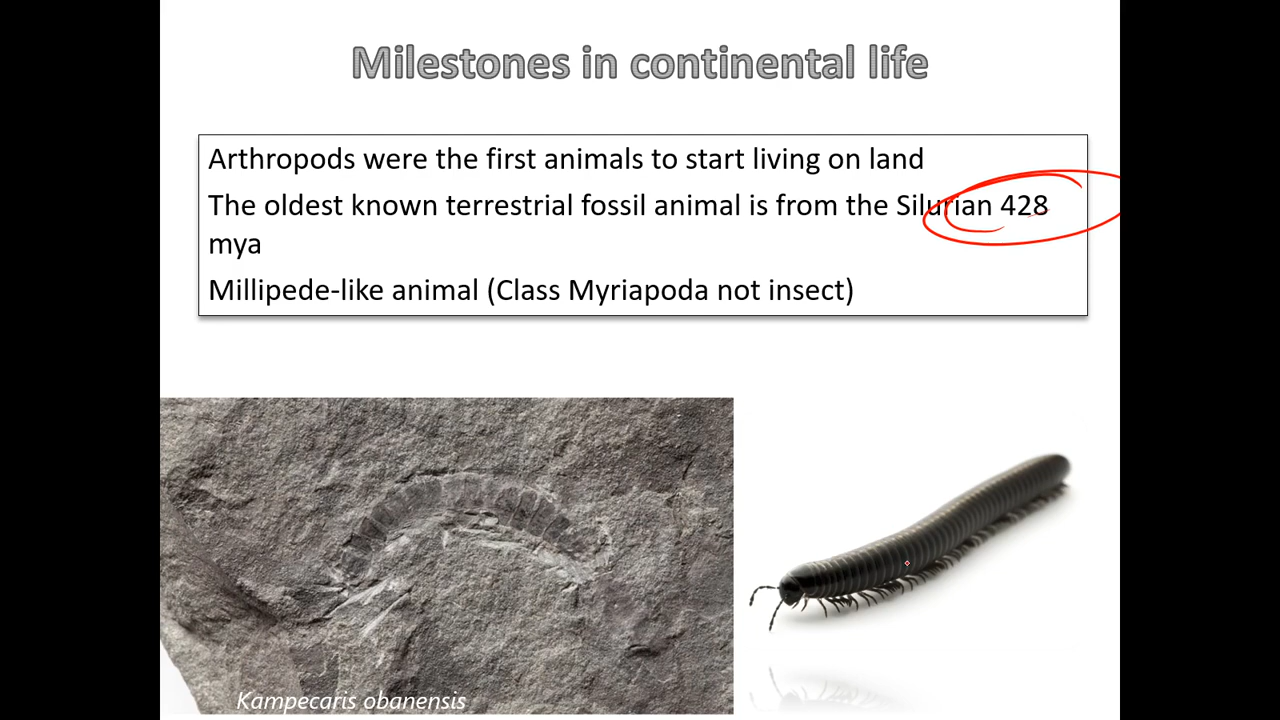 Milestones in continental life
Arthropods were the first animals to start living on land
The oldest known terrestrial fossil animal is from the Silurian 428
mya
Millipede-like animal (Class Myriapoda not insect)
Kampecaris obanensis